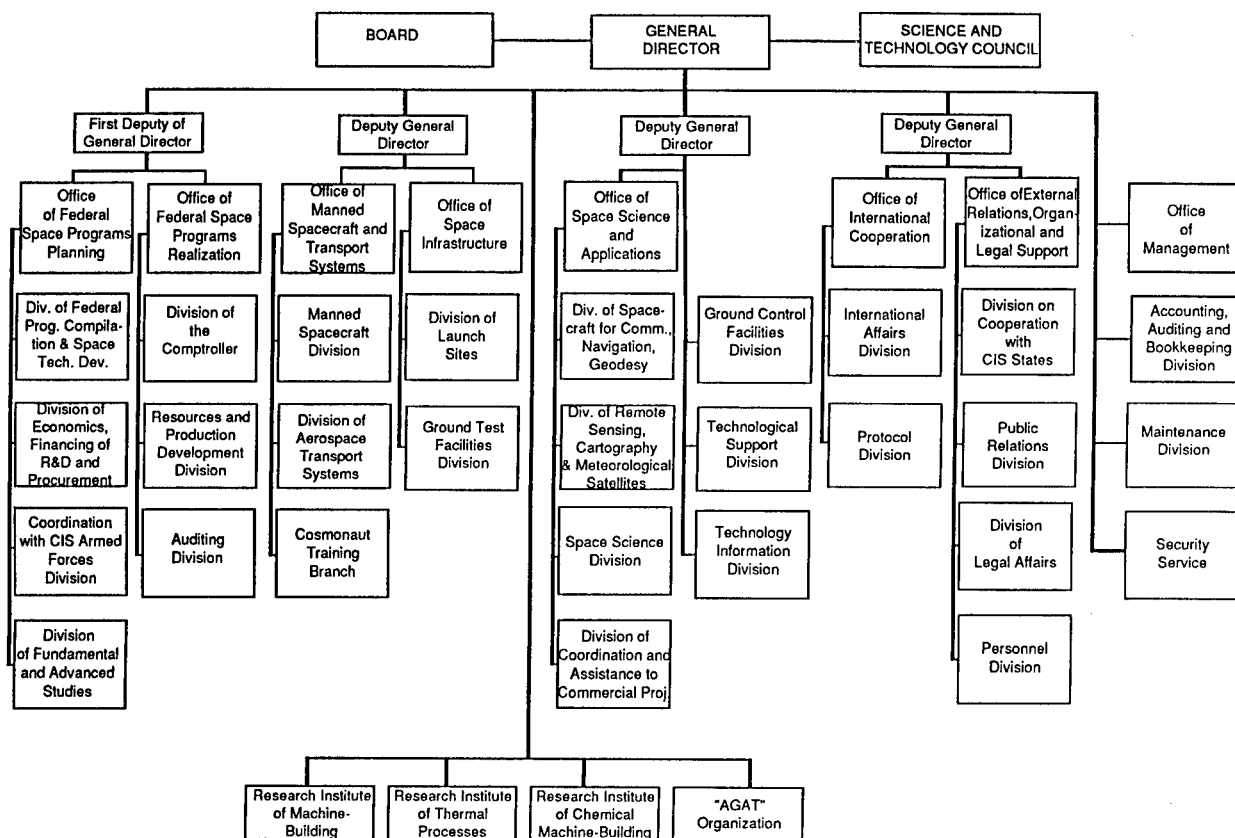 BOARD
GENERAL
DIRECTOR
SCIENCE AND
TECHNOLOGY COUNCIL
First Deputy of
General Director
Deputy General
Director
Deputy General
Director
Deputy General
Director
Office
of Federal
Space Programs
Planning
Office of
Federal Space
Programs
Realization
Office of
Manned
Spacecraft and
Transport
Systems
Office of
Space
Infrastructure
Office of
Space Science
and
Applications
Office of
International
Cooperation
Office of External
Relations, Organ-
izational and
Legal Support
Office
of
Management
Div. of Federal
Prog. Compila-
tion & Space
Tech. Dev.
Division of
the
Comptroller
Manned
Spacecraft
Division
Division of
Launch
Sites
Div. of Space-
craft for Comm.,
Navigation,
Geodesy
Ground Control
Facilities
Division
International
Affairs
Division
Division on
Cooperation
with
CIS States
Accounting,
Auditing and
Bookkeeping
Division
Division of
Economics,
Financing of
R&D and
Procurement
Resources and
Production
Development
Division
Division of
Aerospace
Transport
Systems
Ground Test
Facilities
Division
Div. of Remote
Sensing,
Cartography
& Meteorological
Satellites
Technological
Support
Division
Protocol
Division
Public
Relations
Division
Maintenance
Division
Coordination
with CIS Armed
Forces
Division
Auditing
Division
Cosmonaut
Training
Branch
Space Science
Division
Technology
Information
Division
Division
of
Legal Affairs
Security
Service
Division
of Fundamental
and Advanced
Studies
Division of
Coordination and
Assistance to
Commercial Proj.
Personnel
Division
Research Institute
of Machine-
Building
Research Institute
of Thermal
Processes
Research Institute
of Chemical
Machine-Building
"AGAT"
Organization